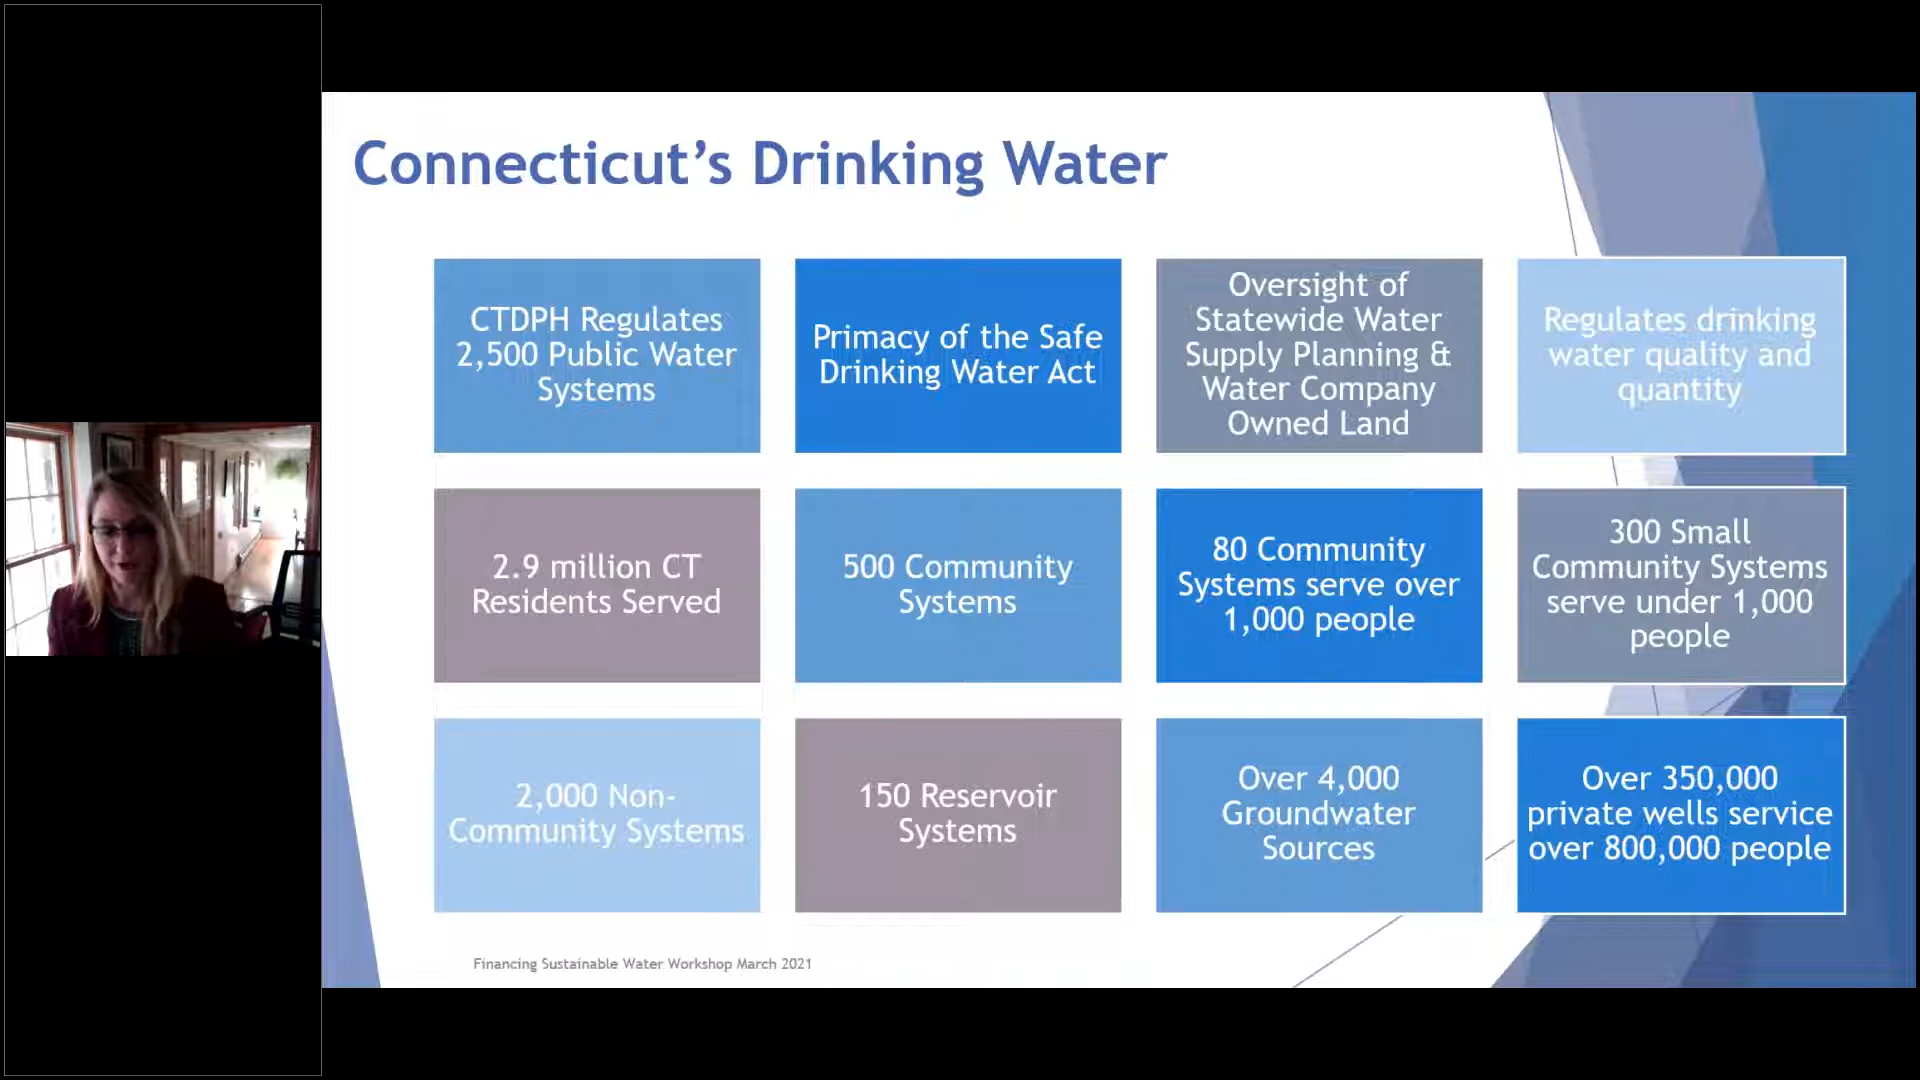 Connecticut’s Drinking Water
CTDPH Regulates
2,500 Public Water
Systems
Primacy of the Safe
Drinking Water Act
Oversight of
Statewide Water
Supply Planning &
Water Company
Owned Land
Regulates drinking
water quality and
quantity
2.9 million CT
Residents Served
500 Community
Systems
80 Community
Systems serve over
1,000 people
300 Small
Community Systems
serve under 1,000
people
2,000 Non-
Community Systems
150 Reservoir
Systems
Over 4,000
Groundwater
Sources
Over 350,000
private wells service
over 800,000 people
Financing Sustainable Water Workshop March 2021